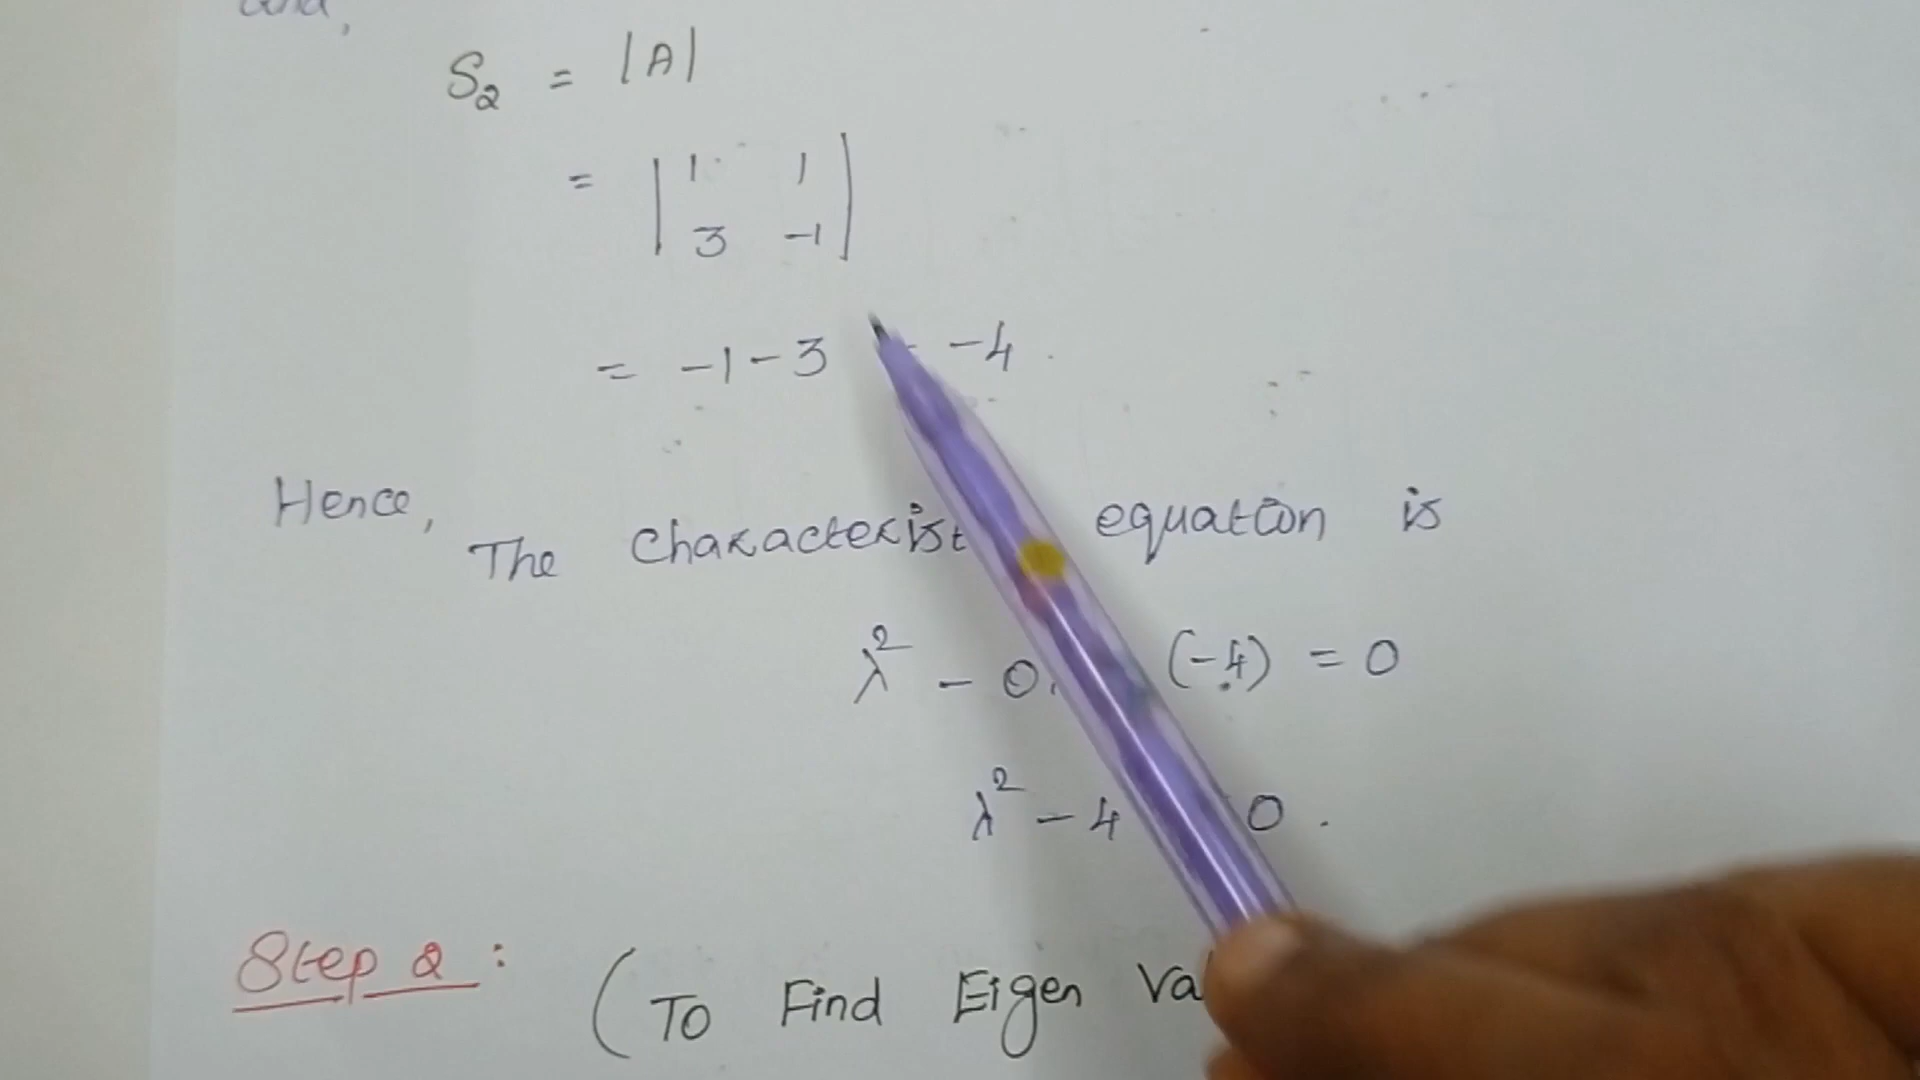 and,
S₂ = |A|
= | 1 1 |
| 3 -1 |
= -1 - 3 = -4.
Hence,
The characterist equation is
λ² - 0. (-4) = 0
λ² - 4 0.
Step 2 :
(To Find Eigen Va